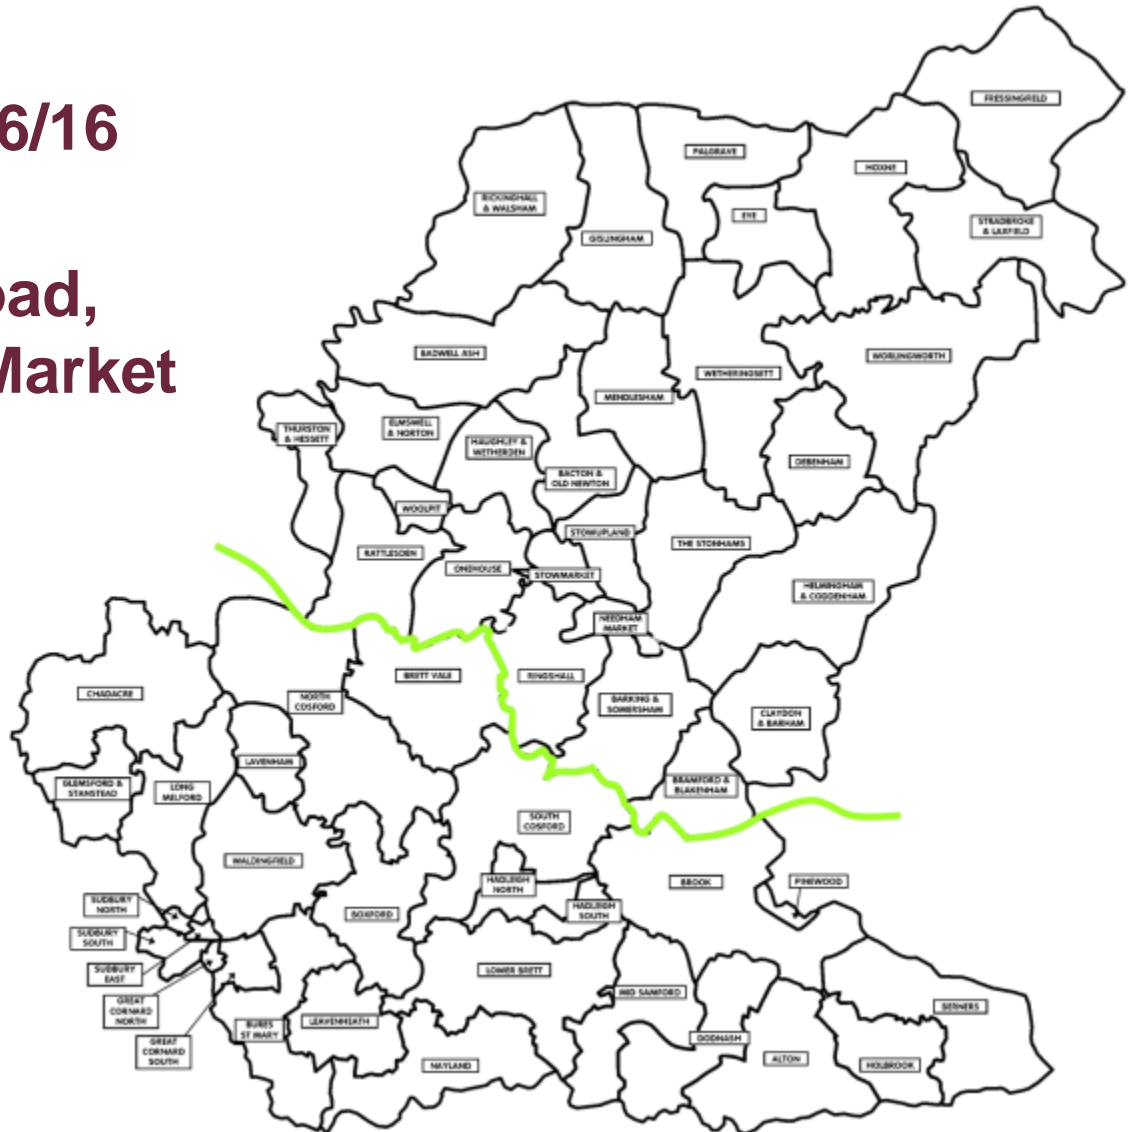 6/16
oad,
Market
FRESSINGFIELD
PALGRAVE
HOXNE
RICKINGHALL
& WALSHAM
EYE
STRADBROKE
& LAXFIELD
GISLINGHAM
BADWELL ASH
WORLINGWORTH
WETHERINGSETT
MENDLESHAM
THURSTON
& HESSETT
ELMSWELL
& NORTON
HAUGHLEY &
WETHERDEN
DEBENHAM
BACTON &
OLD NEWTON
WOOLPIT
STOWUPLAND
THE STONHAMS
RATTLESDEN
ONEHOUSE
STOWMARKET
HELMINGHAM
& CODDENHAM
NEEDHAM
MARKET
BRETT VALE
RINGSHALL
CHADACRE
NORTH
COSFORD
BARKING &
SOMERSHAM
CLAYDON
& BARHAM
LAVENHAM
GLEMSFORD &
STANSTEAD
LONG
MELFORD
BRAMFORD &
BLAKENHAM
SOUTH
COSFORD
WALDINGFIELD
HADLEIGH
NORTH
BROOK
PINEWOOD
SUDBURY
NORTH
BOXFORD
HADLEIGH
SOUTH
SUDBURY
SOUTH
SUDBURY
EAST
LOWER BRETT
MID SAMFORD
GREAT
CORNARD
NORTH
BERNERS
BURES
ST MARY
LEAVENHEATH
GREAT
CORNARD
SOUTH
DODNASH
ALTON
NAYLAND
HOLBROOK